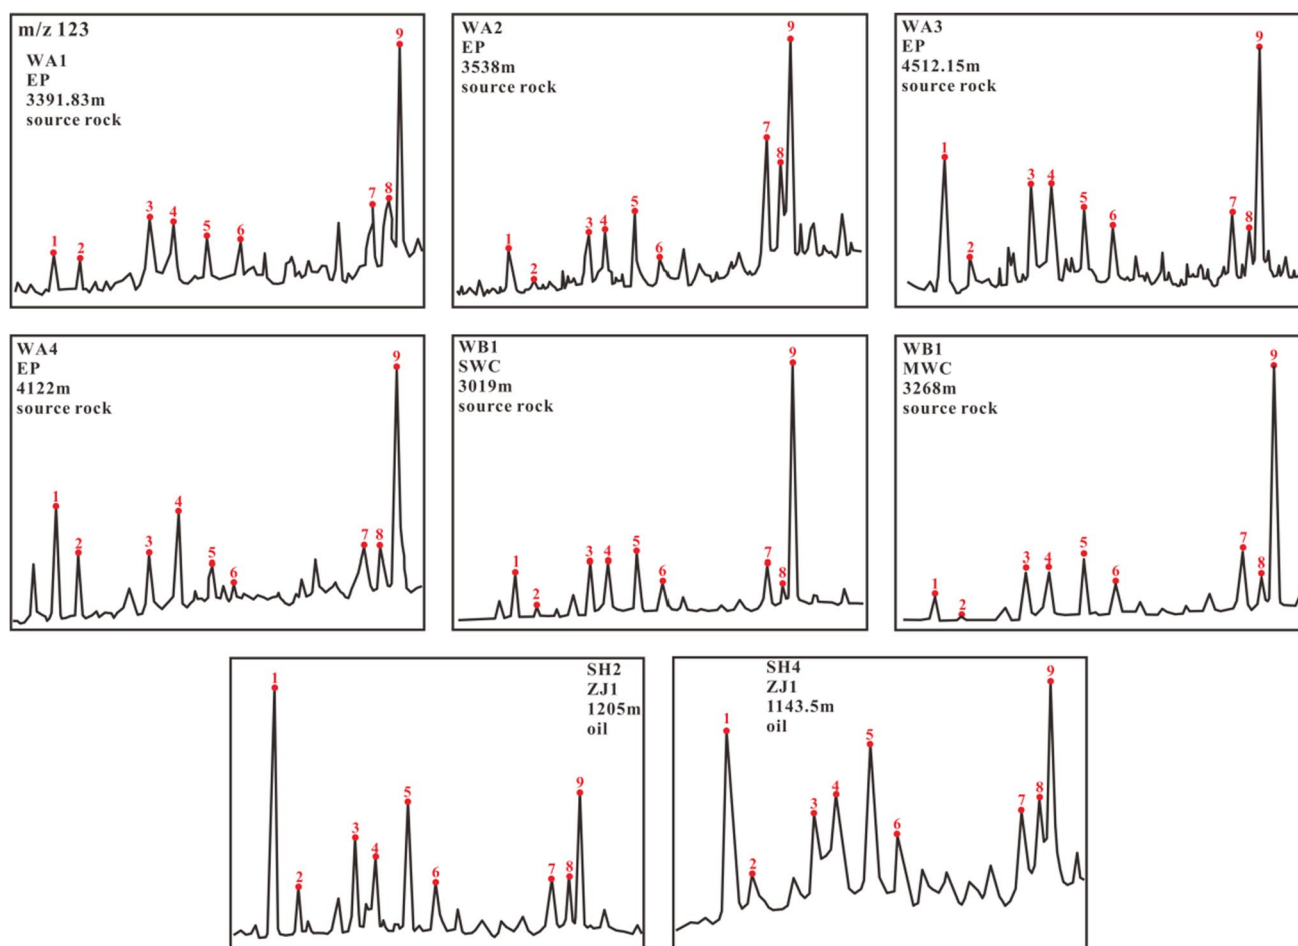 m/z 123
WA1
EP
3391.83m
source rock
1
2
3
4
5
6
7
8
9
WA2
EP
3538m
source rock
1
2
3
4
5
6
7
8
9
WA3
EP
4512.15m
source rock
1
2
3
4
5
6
7
8
9
WA4
EP
4122m
source rock
1
2
3
4
5
6
7
8
9
WB1
SWC
3019m
source rock
1
2
3
4
5
6
7
8
9
WB1
MWC
3268m
source rock
1
2
3
4
5
6
7
8
9
SH2
ZJ1
1205m
oil
1
2
3
4
5
6
7
8
9
SH4
ZJ1
1143.5m
oil
1
2
3
4
5
6
7
8
9